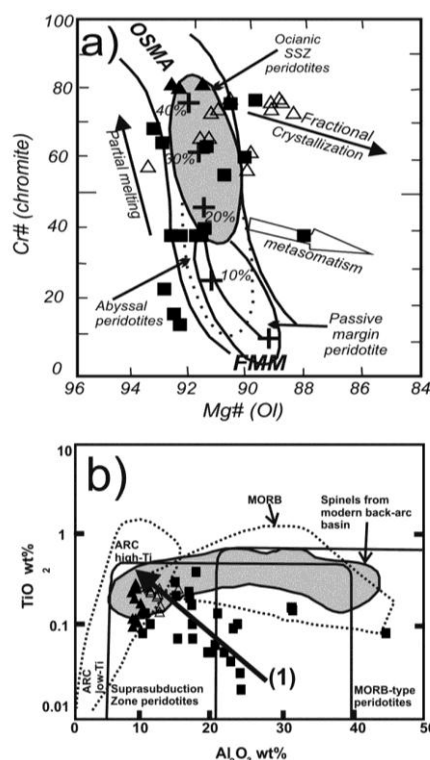 a)
OSMA
Ocianic
SSZ
peridotites
100
80
60
40
20
0
Cr# (chromite)
Partial melting
40%
30%
20%
10%
Fractional
Crystallization
metasomatism
Abyssal
peridotites
Passive
margin
peridotite
FMM
96
94
92
90
88
86
84
Mg# (Ol)
b)
10
1
0.1
0.01
TiO2 wt%
MORB
Spinels from
modern back-arc
basin
ARC
high-Ti
ARC
low-Ti
(1)
Suprasubduction
Zone peridotites
MORB-type
peridotites
10
20
30
40
50
Al2O3 wt%